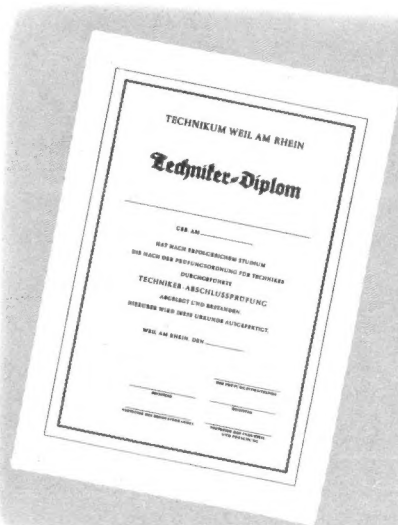 TECHNIKUM WEIL AM RHEIN
Techniker-Diplom
GEB. AM
HAT NACH ERFOLGREICHEM STUDIUM
DIE NACH DER PRÜFUNGSORDNUNG FÜR TECHNIKER
DURCHGEFÜHRTE
TECHNIKER-ABSCHLUSSPRÜFUNG
ABGELEGT UND BESTANDEN.
HIERÜBER WIRD DIESE URKUNDE AUSGEFERTIGT.
WEIL AM RHEIN, DEN